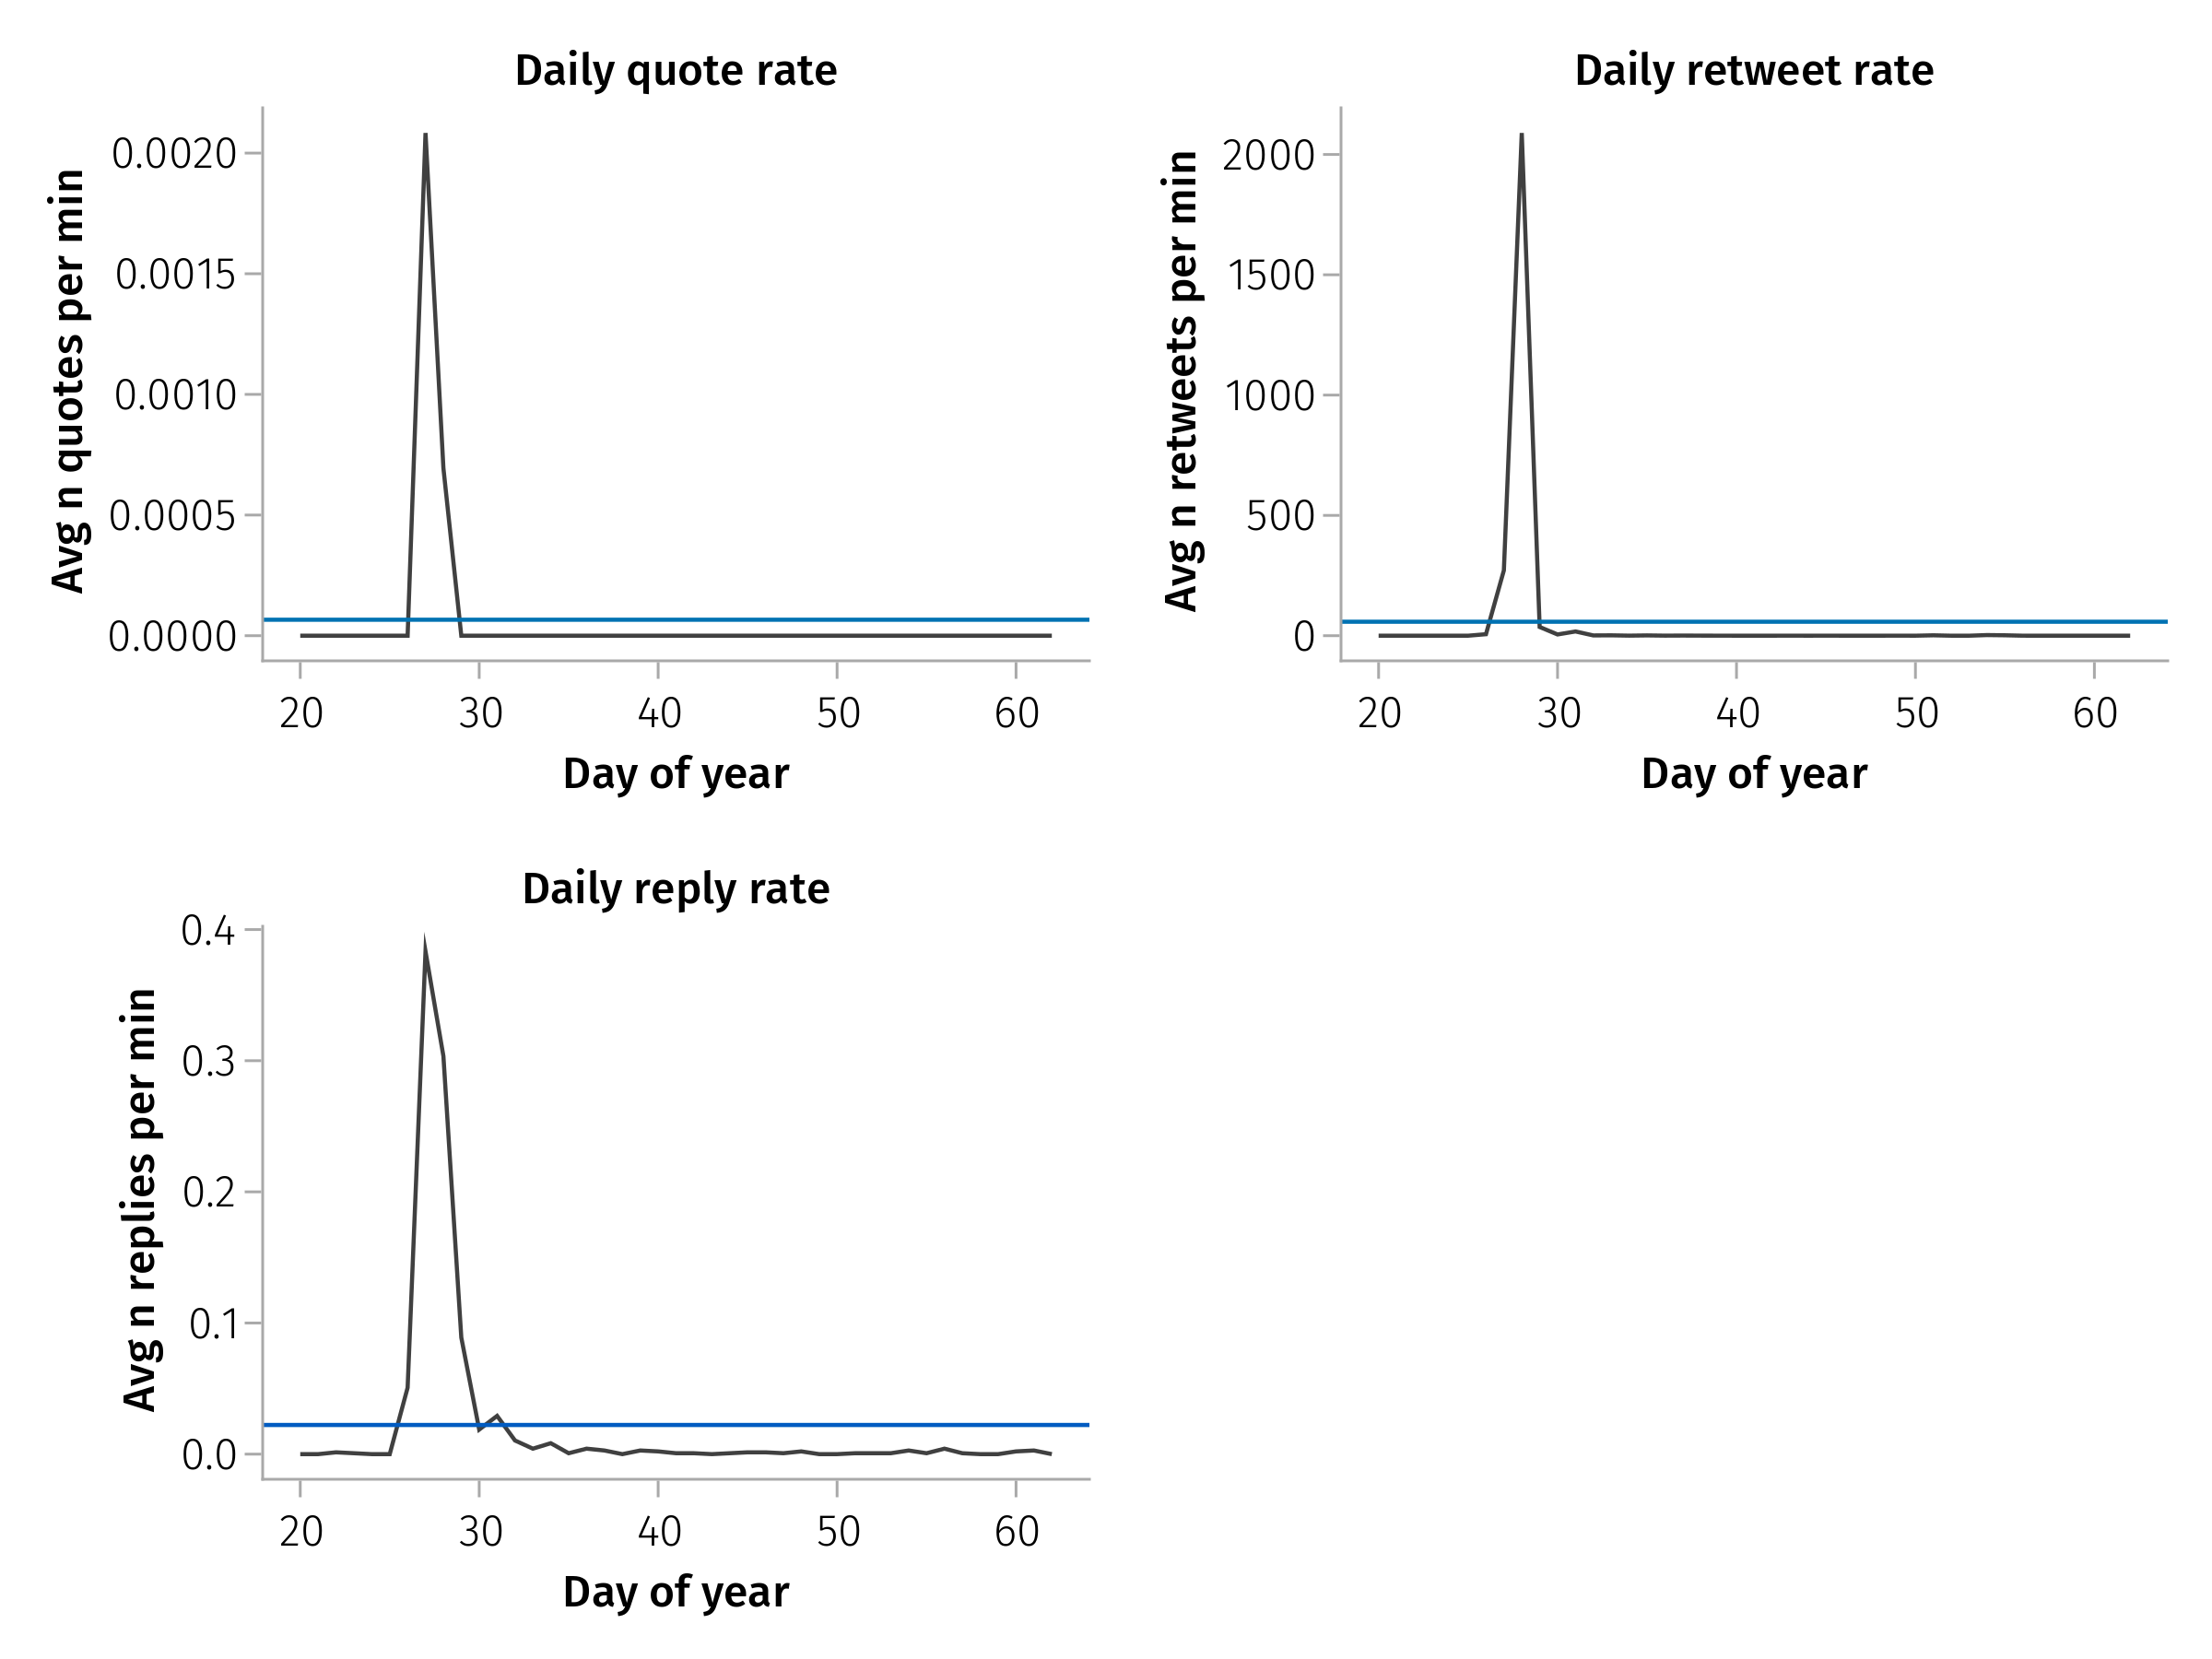 Daily quote rate
Avg n quotes per min
0.0020
0.0015
0.0010
0.0005
0.0000
20 30 40 50 60
Day of year
Daily retweet rate
Avg n retweets per min
2000
1500
1000
500
0
20 30 40 50 60
Day of year
Daily reply rate
Avg n replies per min
0.4
0.3
0.2
0.1
0.0
20 30 40 50 60
Day of year